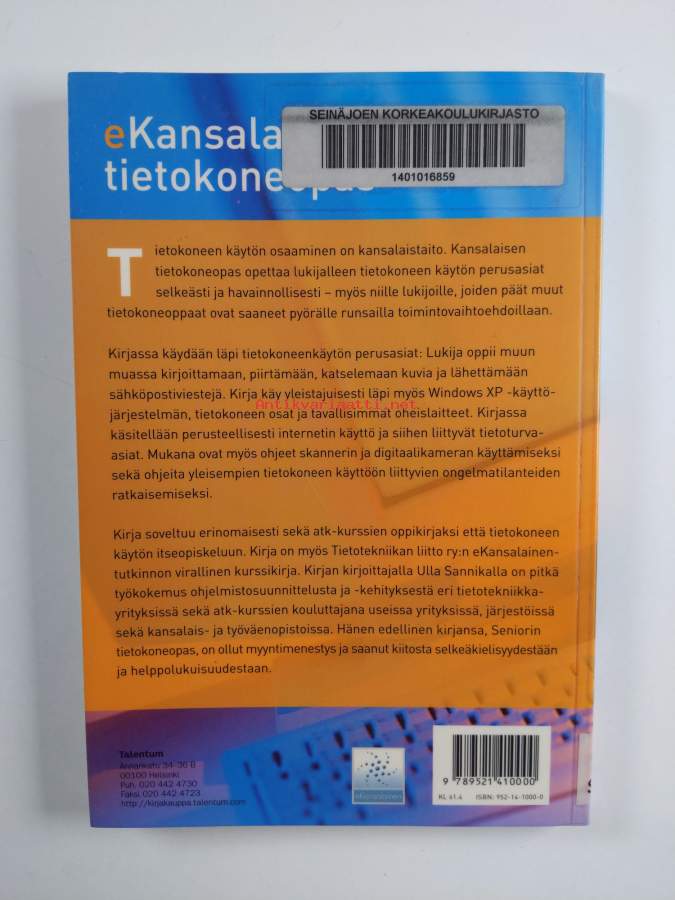 SEINÄJOEN KORKEAKOULUKIRJASTO
1401016859
eKansala
tietokoneopas
Tietokoneen käytön osaaminen on kansalaistaito. Kansalaisen
tietokoneopas opettaa lukijalleen tietokoneen käytön perusasiat
selkeästi ja havainnollisesti – myös niille lukijoille, joiden päät muut
tietokoneoppaat ovat saaneet pyörälle runsailla toimintovaihtoehdoillaan.
Kirjassa käydään läpi tietokoneenkäytön perusasiat: Lukija oppii muun
muassa kirjoittamaan, piirtämään, katselemaan kuvia ja lähettämään
sähköpostiviestejä. Kirja käy yleistajuisesti läpi myös Windows XP -käyttö-
Antikvariaatti.net
järjestelmän, tietokoneen osat ja tavallisimmat oheislaitteet. Kirjassa
käsitellään perusteellisesti internetin käyttö ja siihen liittyvät tietoturva-
asiat. Mukana ovat myös ohjeet skannerin ja digitaalikameran käyttämiseksi
sekä ohjeita yleisempien tietokoneen käyttöön liittyvien ongelmatilanteiden
ratkaisemiseksi.
Kirja soveltuu erinomaisesti sekä atk-kurssien oppikirjaksi että tietokoneen
käytön itseopiskeluun. Kirja on myös Tietotekniikan liitto ry:n eKansalainen-
tutkinnon virallinen kurssikirja. Kirjan kirjoittajalla Ulla Sannikalla on pitkä
työkokemus ohjelmistosuunnittelusta ja -kehityksestä eri tietotekniikka-
yrityksissä sekä atk-kurssien kouluttajana useissa yrityksissä, järjestöissä
sekä kansalais- ja työväenopistoissa. Hänen edellinen kirjansa, Seniorin
tietokoneopas, on ollut myyntimenestys ja saanut kiitosta selkeäkielisyydestään
ja helppolukuisuudestaan.
Talentum
Annankatu 34-36 B
00100 Helsinki
Puh. 020 442 4730
Faksi 020 442 4723
http://kirjakauppa.talentum.com
eKansalainen
9 789521 410000
KL 61.4 ISBN: 952-14-1000-0